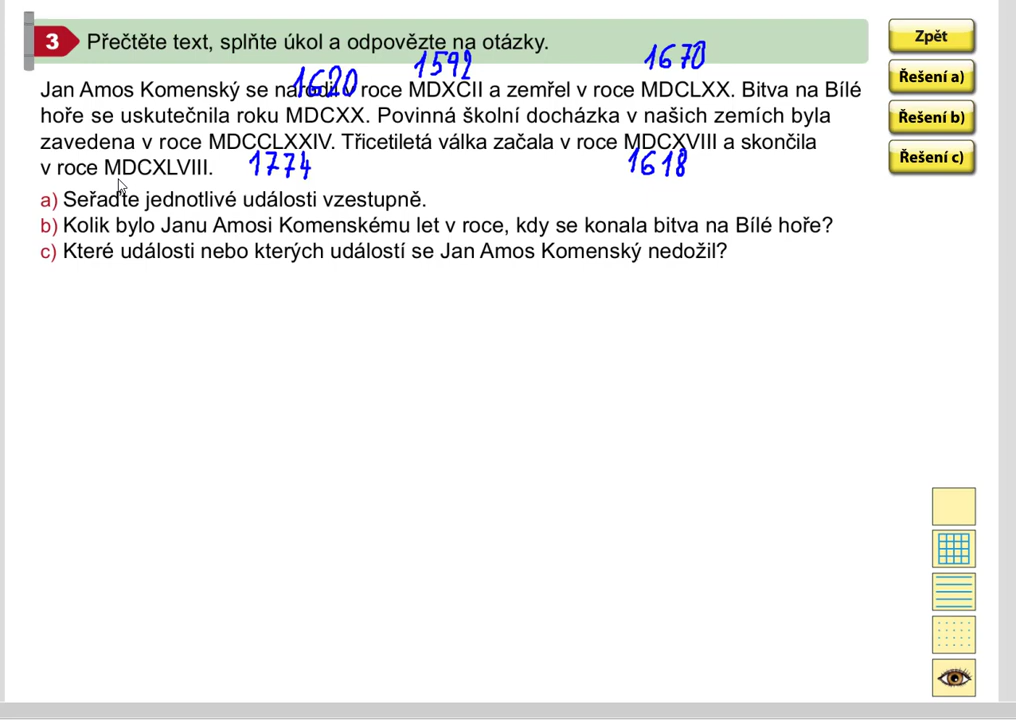 3 Přečtěte text, splňte úkol a odpovězte na otázky.
1620 1592 1670
Jan Amos Komenský se narodil v roce MDXCII a zemřel v roce MDCLXX. Bitva na Bílé
hoře se uskutečnila roku MDCXX. Povinná školní docházka v našich zemích byla
zavedena v roce MDCCLXXIV. Třicetiletá válka začala v roce MDCXVIII a skončila
v roce MDCXLVIII. 1774 1618
a) Seřaďte jednotlivé události vzestupně.
b) Kolik bylo Janu Amosi Komenskému let v roce, kdy se konala bitva na Bílé hoře?
c) Které události nebo kterých událostí se Jan Amos Komenský nedožil?
Zpět
Řešení a)
Řešení b)
Řešení c)